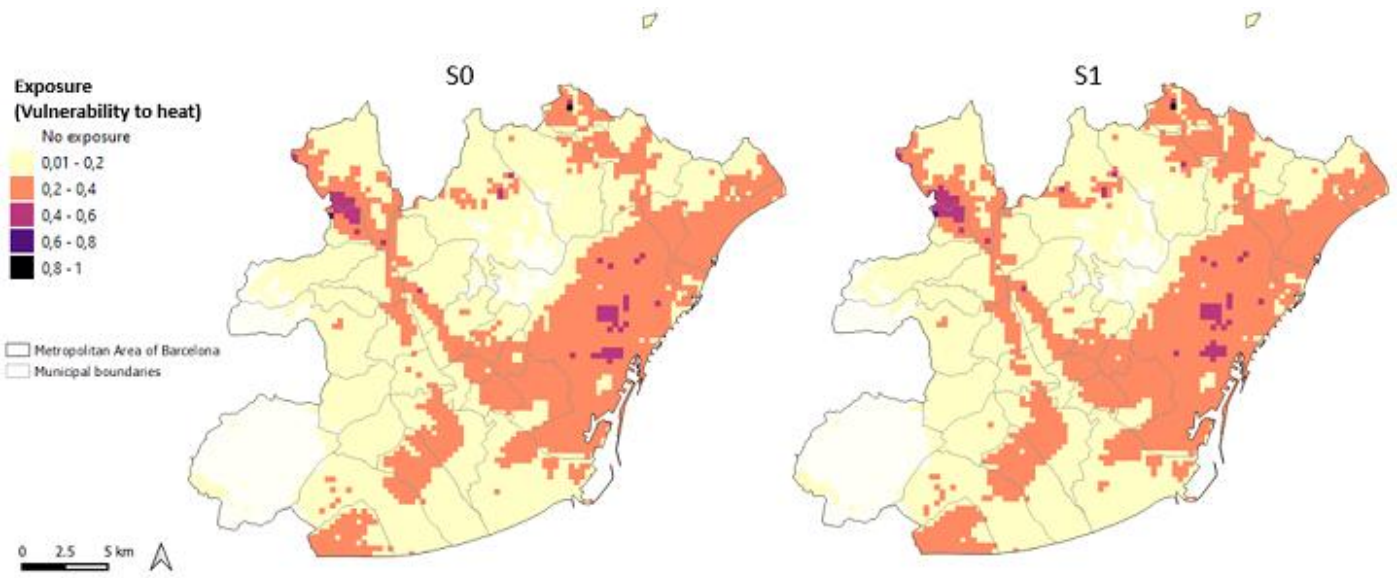 S0
S1
Exposure
(Vulnerability to heat)
No exposure
0,01 - 0,2
0,2 - 0,4
0,4 - 0,6
0,6 - 0,8
0,8 - 1
Metropolitan Area of Barcelona
Municipal boundaries
0 2.5 5 km